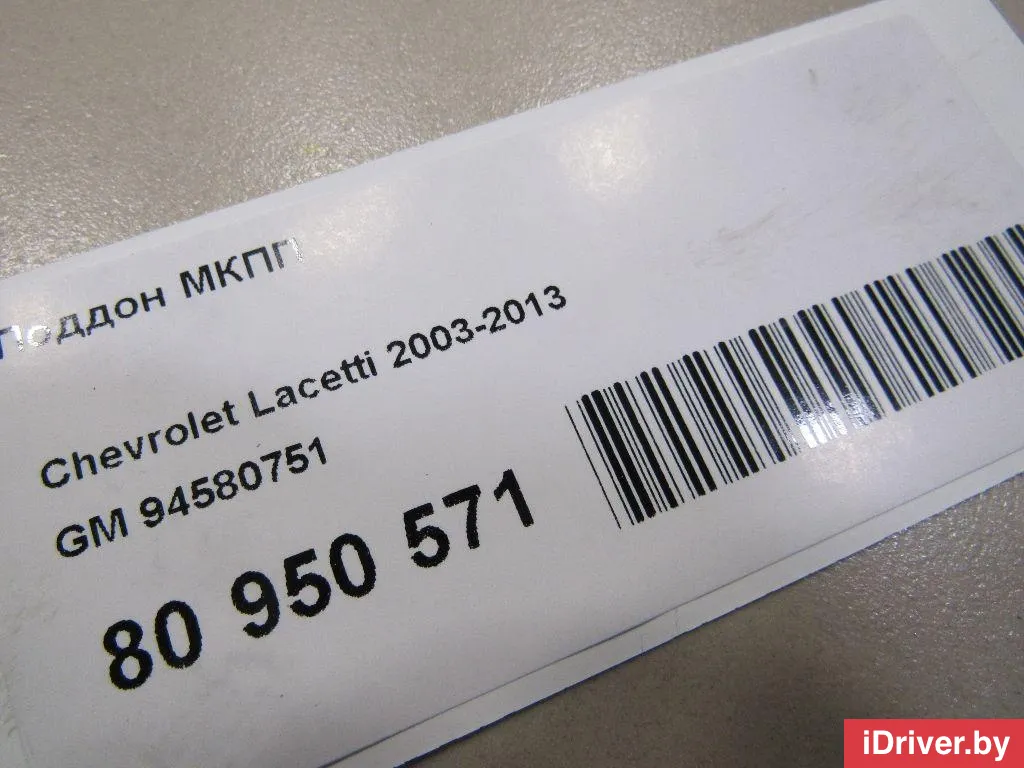 Поддон МКПП
Chevrolet Lacetti 2003-2013
GM 94580751
80 950 571
iDriver.by